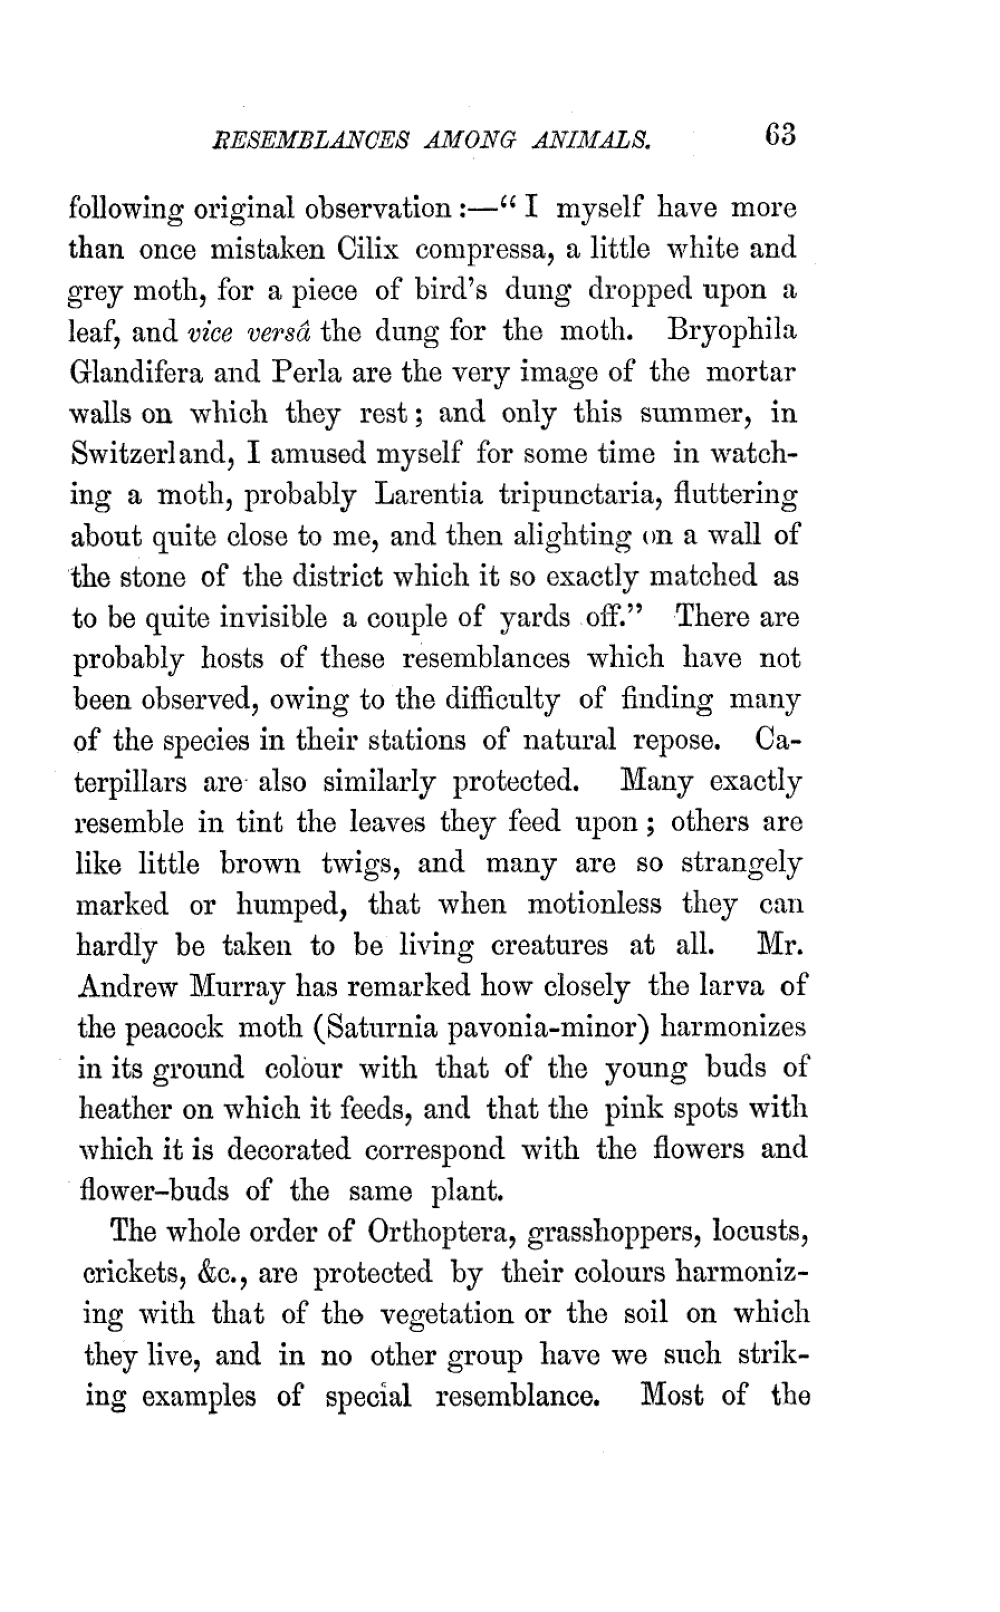 RESEMBLANCES AMONG ANIMALS. 63
following original observation :—“ I myself have more
than once mistaken Cilix compressa, a little white and
grey moth, for a piece of bird’s dung dropped upon a
leaf, and vice versâ the dung for the moth. Bryophila
Glandifera and Perla are the very image of the mortar
walls on which they rest ; and only this summer, in
Switzerland, I amused myself for some time in watch-
ing a moth, probably Larentia tripunctaria, fluttering
about quite close to me, and then alighting on a wall of
the stone of the district which it so exactly matched as
to be quite invisible a couple of yards off.” There are
probably hosts of these resemblances which have not
been observed, owing to the difficulty of finding many
of the species in their stations of natural repose. Ca-
terpillars are also similarly protected. Many exactly
resemble in tint the leaves they feed upon ; others are
like little brown twigs, and many are so strangely
marked or humped, that when motionless they can
hardly be taken to be living creatures at all. Mr.
Andrew Murray has remarked how closely the larva of
the peacock moth (Saturnia pavonia-minor) harmonizes
in its ground colour with that of the young buds of
heather on which it feeds, and that the pink spots with
which it is decorated correspond with the flowers and
flower-buds of the same plant.
The whole order of Orthoptera, grasshoppers, locusts,
crickets, &c., are protected by their colours harmoniz-
ing with that of the vegetation or the soil on which
they live, and in no other group have we such strik-
ing examples of special resemblance. Most of the